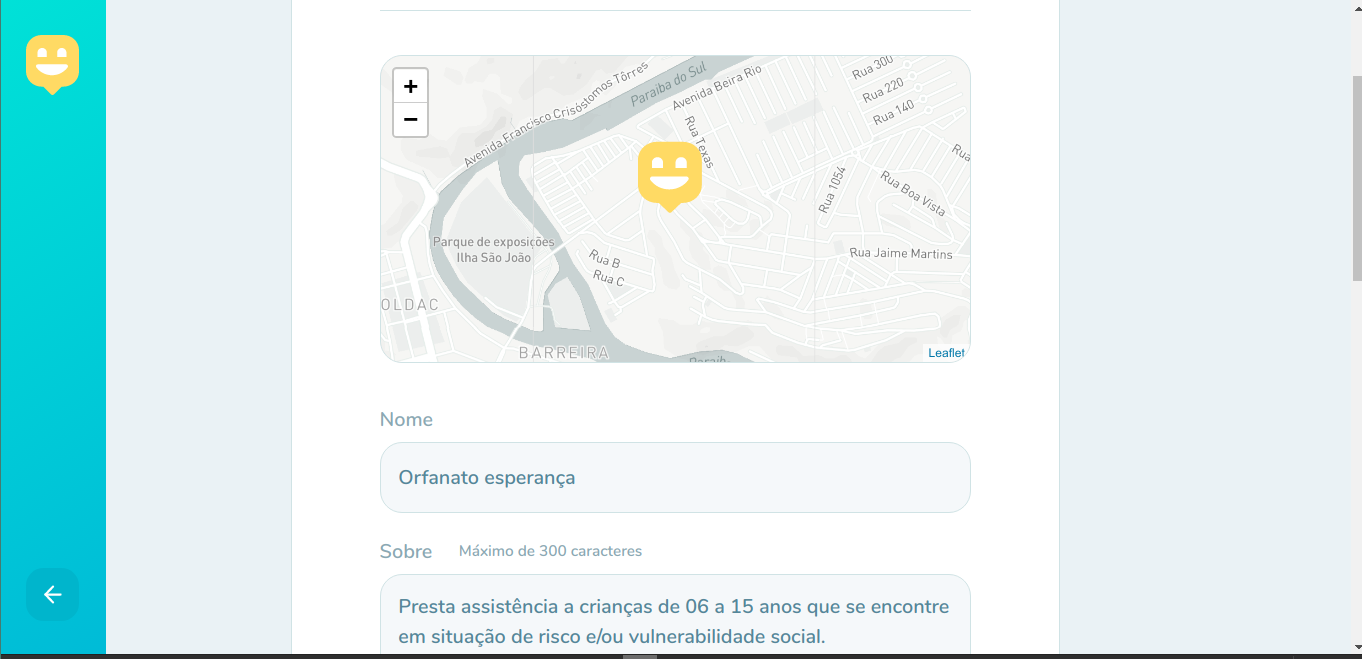 +
−
Avenida Francisco Crisóstomos Tôrres
Paraíba do Sul
Avenida Beira Rio
Rua 300
Rua 220
Rua 140
Rua Texas
Rua
Rua 1054
Rua Boa Vista
Parque de exposições
Ilha São João
Rua B
Rua C
Rua Jaime Martins
OLDAC
BARREIRA
Leaflet
Nome
Orfanato esperança
Sobre
Máximo de 300 caracteres
Presta assistência a crianças de 06 a 15 anos que se encontre
em situação de risco e/ou vulnerabilidade social.